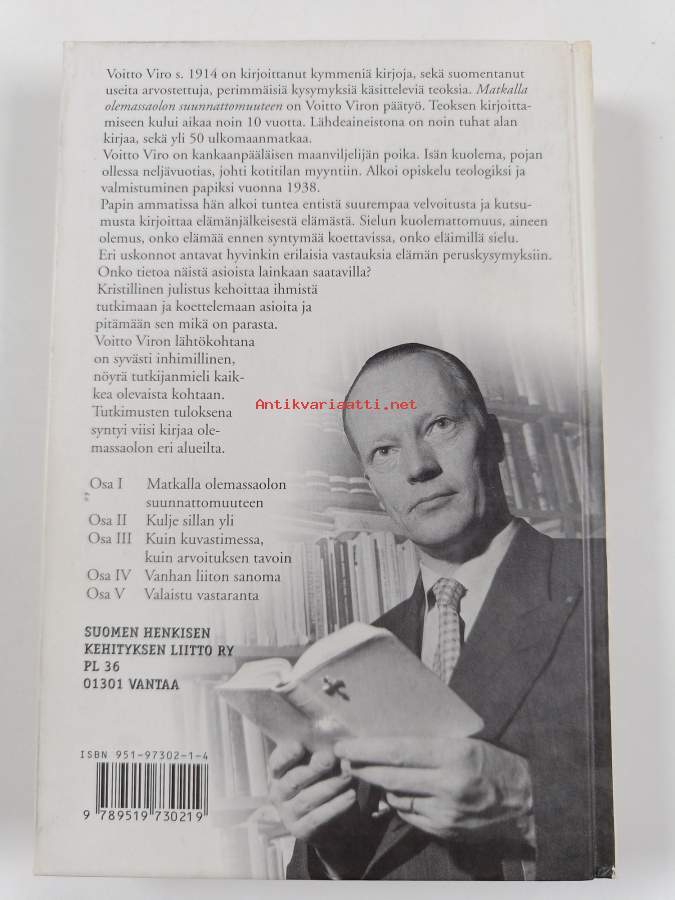 Voitto Viro s. 1914 on kirjoittanut kymmeniä kirjoja, sekä suomentanut
useita arvostettuja, perimmäisiä kysymyksiä käsitteleviä teoksia. Matkalla
olemassaolon suunnattomuuteen on Voitto Viron päätyö. Teoksen kirjoitta-
miseen kului aikaa noin 10 vuotta. Lähdeaineistona on noin tuhat alan
kirjaa, sekä yli 50 ulkomaanmatkaa.
Voitto Viro on kankaanpääläisen maanviljelijän poika. Isän kuolema, pojan
ollessa neljävuotias, johti kotitilan myyntiin. Alkoi opiskelu teologiksi ja
valmistuminen papiksi vuonna 1938.
Papin ammatissa hän alkoi tuntea entistä suurempaa velvoitusta ja kutsu-
musta kirjoittaa elämänjälkeisestä elämästä. Sielun kuolemattomuus, aineen
olemus, onko elämää ennen syntymää koettavissa, onko eläimillä sielu.
Eri uskonnot antavat hyvinkin erilaisia vastauksia elämän peruskysymyksiin.
Onko tietoa näistä asioista lainkaan saatavilla?
Kristillinen julistus kehoittaa ihmistä
tutkimaan ja koettelemaan asioita ja
pitämään sen mikä on parasta.
Voitto Viron lähtökohtana
on syvästi inhimillinen,
nöyrä tutkijanmieli kaik-
kea olevaista kohtaan.
Antikvariaatti.net
Tutkimusten tuloksena
syntyi viisi kirjaa ole-
massaolon eri alueilta.
Osa I Matkalla olemassaolon
suunnattomuuteen
Osa II Kulje sillan yli
Osa III Kuin kuvastimessa,
kuin arvoituksen tavoin
Osa IV Vanhan liiton sanoma
Osa V Valaistu vastaranta
SUOMEN HENKISEN
KEHITYKSEN LIITTO RY
PL 36
01301 VANTAA
ISBN 951-97302-1-4
9 789519 730219